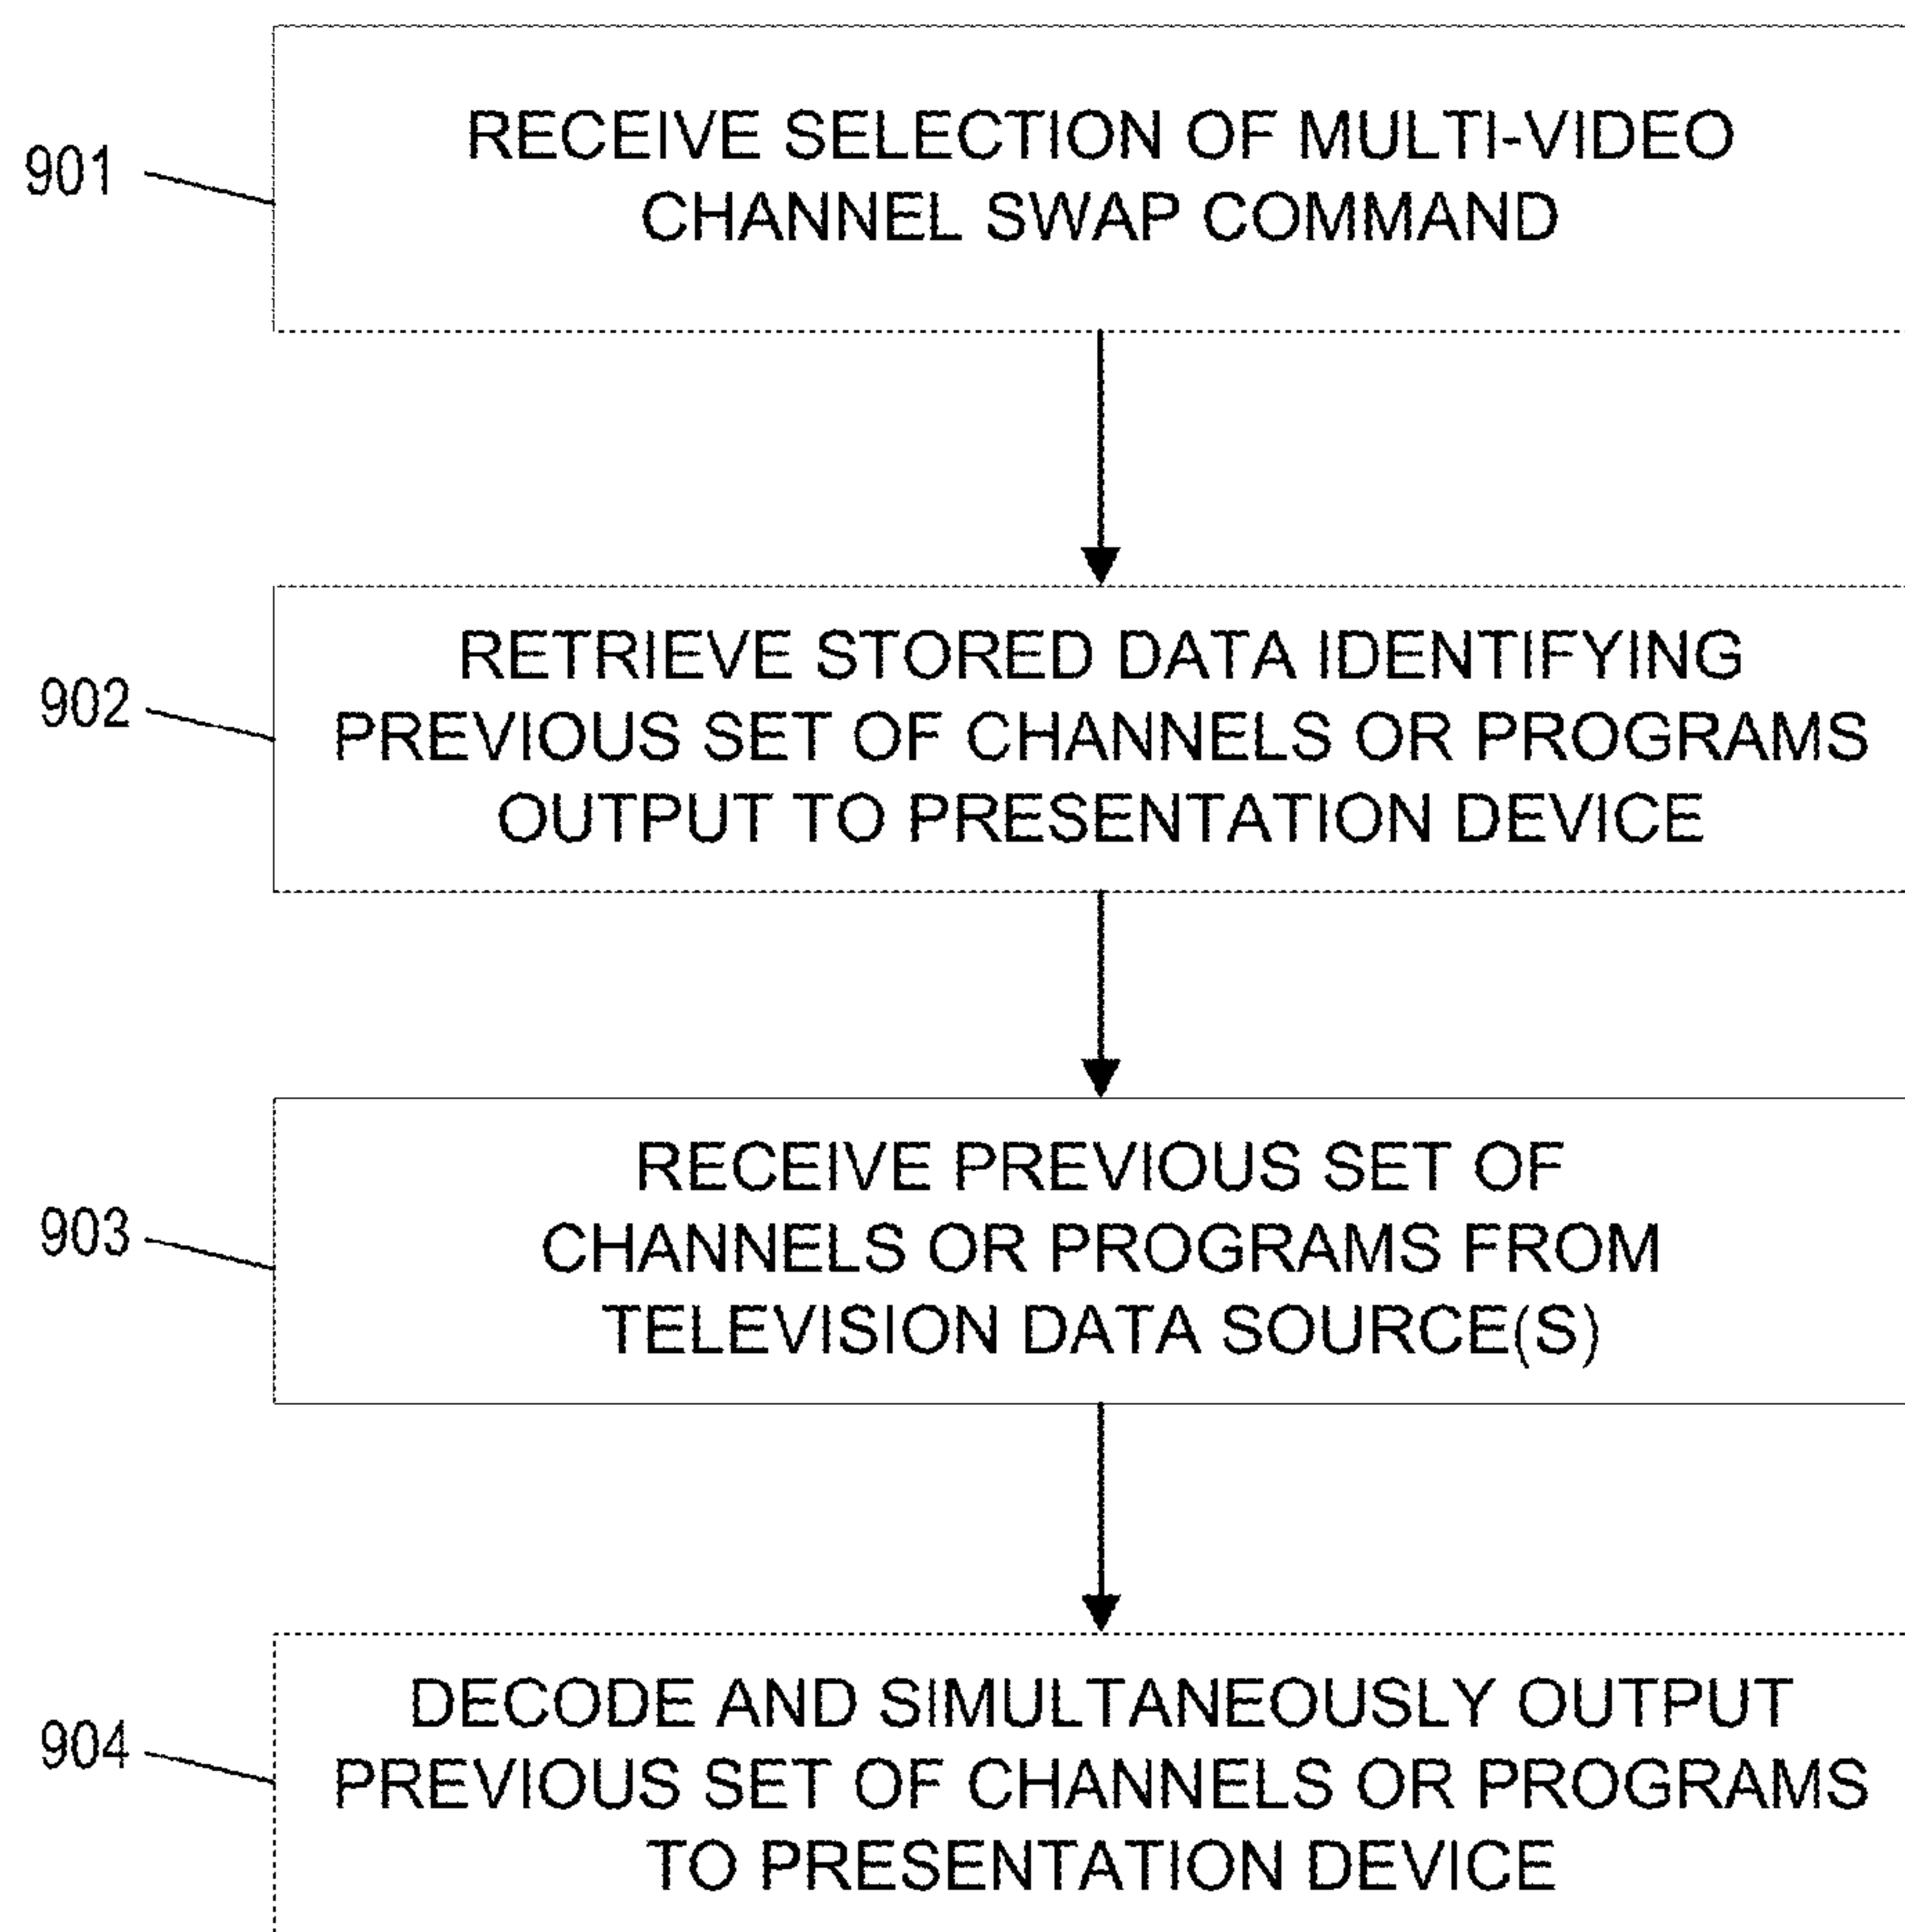 901
RECEIVE SELECTION OF MULTI-VIDEO
CHANNEL SWAP COMMAND
902
RETRIEVE STORED DATA IDENTIFYING
PREVIOUS SET OF CHANNELS OR PROGRAMS
OUTPUT TO PRESENTATION DEVICE
903
RECEIVE PREVIOUS SET OF
CHANNELS OR PROGRAMS FROM
TELEVISION DATA SOURCE(S)
904
DECODE AND SIMULTANEOUSLY OUTPUT
PREVIOUS SET OF CHANNELS OR PROGRAMS
TO PRESENTATION DEVICE